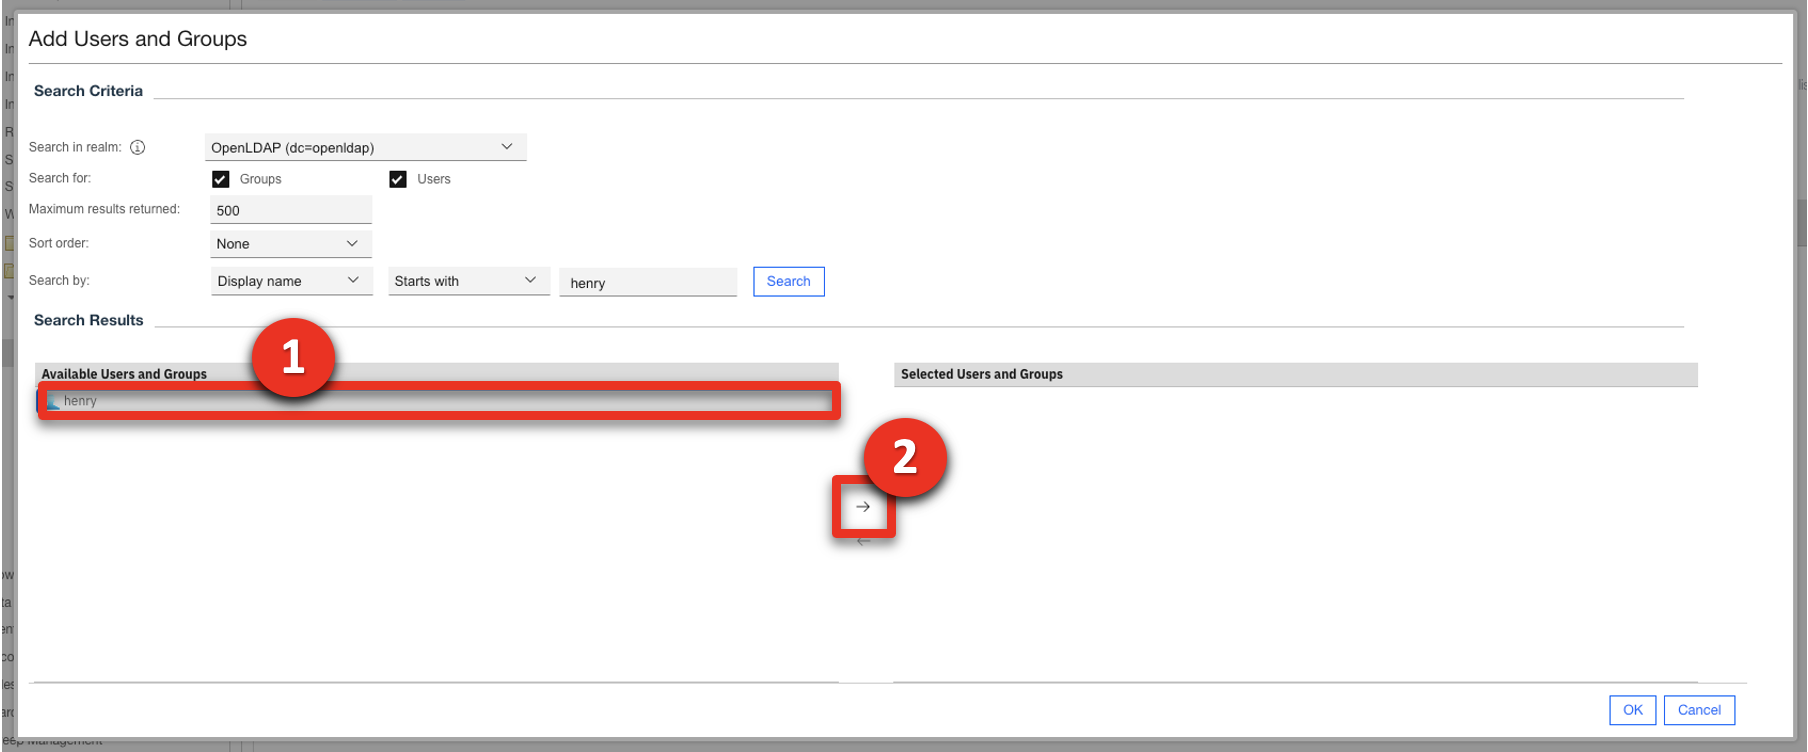 Add Users and Groups
Search Criteria
Search in realm:
OpenLDAP (dc=openldap)
Search for:
Groups
Users
Maximum results returned:
500
Sort order:
None
Search by:
Display name
Starts with
henry
Search
Search Results
1
Available Users and Groups
Selected Users and Groups
henry
2
OK
Cancel